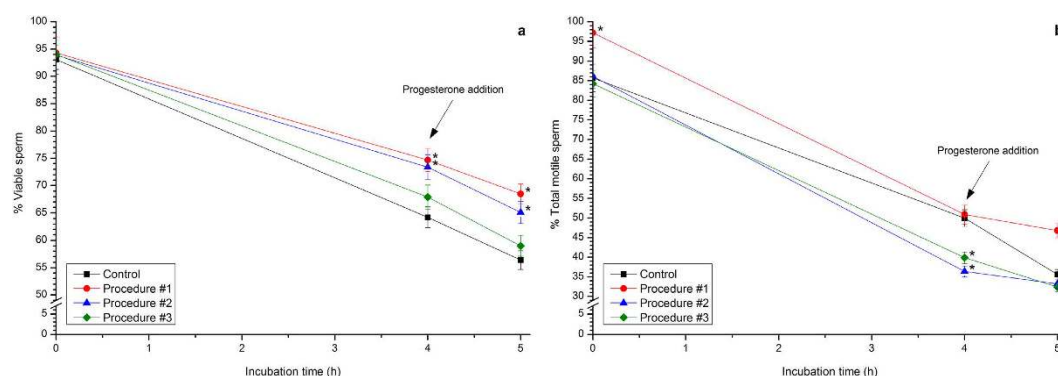 a
100
95
90
85
80
75
70
65
60
55
50
5
0
% Viable sperm
Progesterone addition
*
*
*
*
Control
Procedure #1
Procedure #2
Procedure #3
0 1 2 3 4 5
Incubation time (h)
b
100
95
90
85
80
75
70
65
60
55
50
45
40
35
30
5
0
% Total motile sperm
*
Progesterone addition
*
*
Control
Procedure #1
Procedure #2
Procedure #3
0 1 2 3 4 5
Incubation time (h)